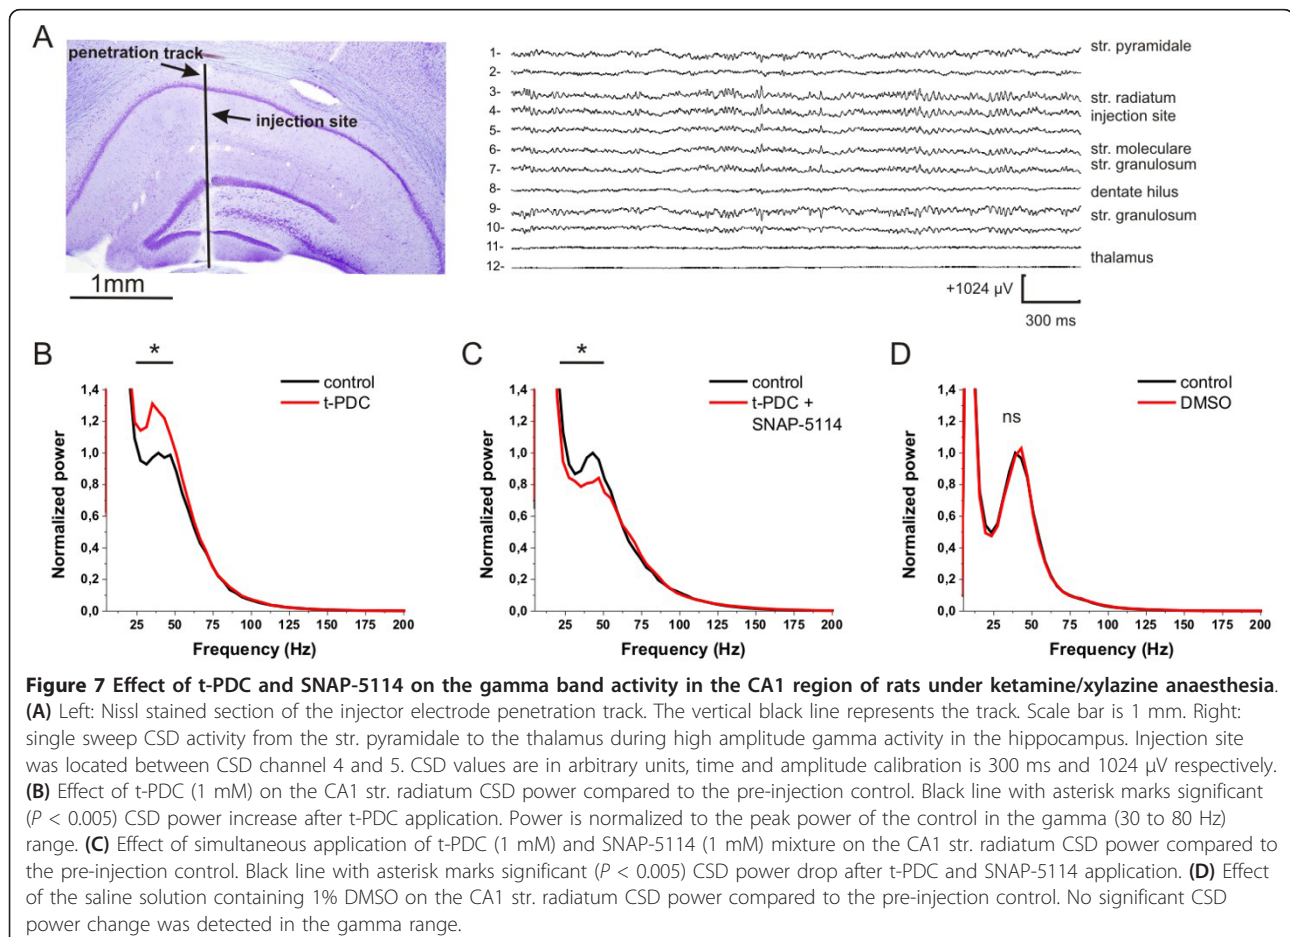 A
penetration track
injection site
1mm
1-
2-
3-
4-
5-
6-
7-
8-
9-
10-
11-
12-
str. pyramidale
str. radiatum
injection site
str. moleculare
str. granulosum
dentate hilus
str. granulosum
thalamus
+1024 µV
300 ms
B
*
control
t-PDC
Normalized power
1,4
1,2
1,0
0,8
0,6
0,4
0,2
0,0
25 50 75 100 125 150 175 200
Frequency (Hz)
C
*
control
t-PDC +
SNAP-5114
Normalized power
1,4
1,2
1,0
0,8
0,6
0,4
0,2
0,0
25 50 75 100 125 150 175 200
Frequency (Hz)
D
ns
control
DMSO
Normalized power
1,4
1,2
1,0
0,8
0,6
0,4
0,2
0,0
25 50 75 100 125 150 175 200
Frequency (Hz)
Figure 7 Effect of t-PDC and SNAP-5114 on the gamma band activity in the CA1 region of rats under ketamine/xylazine anaesthesia.
(A) Left: Nissl stained section of the injector electrode penetration track. The vertical black line represents the track. Scale bar is 1 mm. Right:
single sweep CSD activity from the str. pyramidale to the thalamus during high amplitude gamma activity in the hippocampus. Injection site
was located between CSD channel 4 and 5. CSD values are in arbitrary units, time and amplitude calibration is 300 ms and 1024 µV respectively.
(B) Effect of t-PDC (1 mM) on the CA1 str. radiatum CSD power compared to the pre-injection control. Black line with asterisk marks significant
(P < 0.005) CSD power increase after t-PDC application. Power is normalized to the peak power of the control in the gamma (30 to 80 Hz)
range. (C) Effect of simultaneous application of t-PDC (1 mM) and SNAP-5114 (1 mM) mixture on the CA1 str. radiatum CSD power compared to
the pre-injection control. Black line with asterisk marks significant (P < 0.005) CSD power drop after t-PDC and SNAP-5114 application. (D) Effect
of the saline solution containing 1% DMSO on the CA1 str. radiatum CSD power compared to the pre-injection control. No significant CSD
power change was detected in the gamma range.